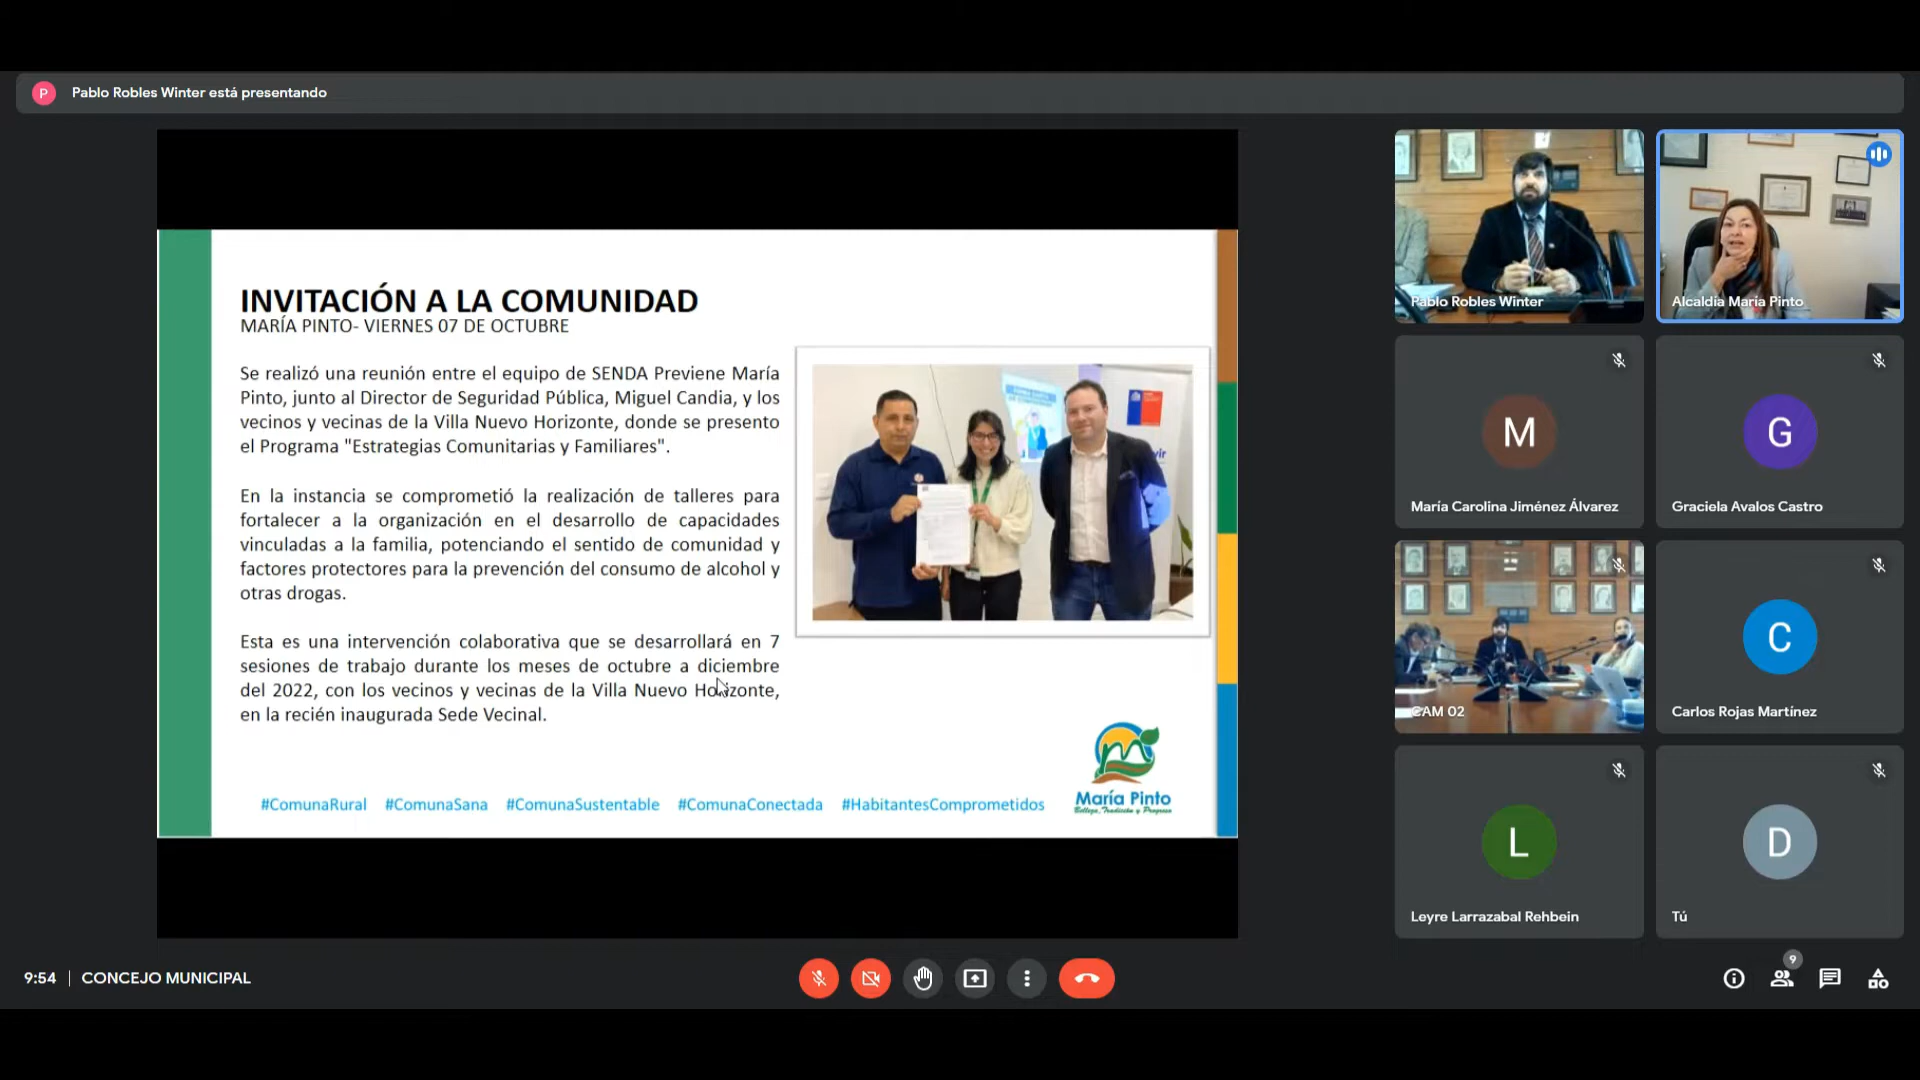 P
Pablo Robles Winter está presentando
INVITACIÓN A LA COMUNIDAD
MARÍA PINTO- VIERNES 07 DE OCTUBRE
Se realizó una reunión entre el equipo de SENDA Previene María
Pinto, junto al Director de Seguridad Pública, Miguel Candia, y los
vecinos y vecinas de la Villa Nuevo Horizonte, donde se presento
el Programa "Estrategias Comunitarias y Familiares".
En la instancia se comprometió la realización de talleres para
fortalecer a la organización en el desarrollo de capacidades
vinculadas a la familia, potenciando el sentido de comunidad y
factores protectores para la prevención del consumo de alcohol y
otras drogas.
Esta es una intervención colaborativa que se desarrollará en 7
sesiones de trabajo durante los meses de octubre a diciembre
del 2022, con los vecinos y vecinas de la Villa Nuevo Horizonte,
en la recién inaugurada Sede Vecinal.
#ComunaRural #ComunaSana #ComunaSustentable #ComunaConectada #HabitantesComprometidos
María Pinto
Belleza, Tradición y Progreso
Pablo Robles Winter
Alcaldia Maria Pinto
M
María Carolina Jiménez Álvarez
G
Graciela Avalos Castro
CAM 02
C
Carlos Rojas Martínez
L
Leyre Larrazabal Rehbein
D
Tú
9:54 | CONCEJO MUNICIPAL
9